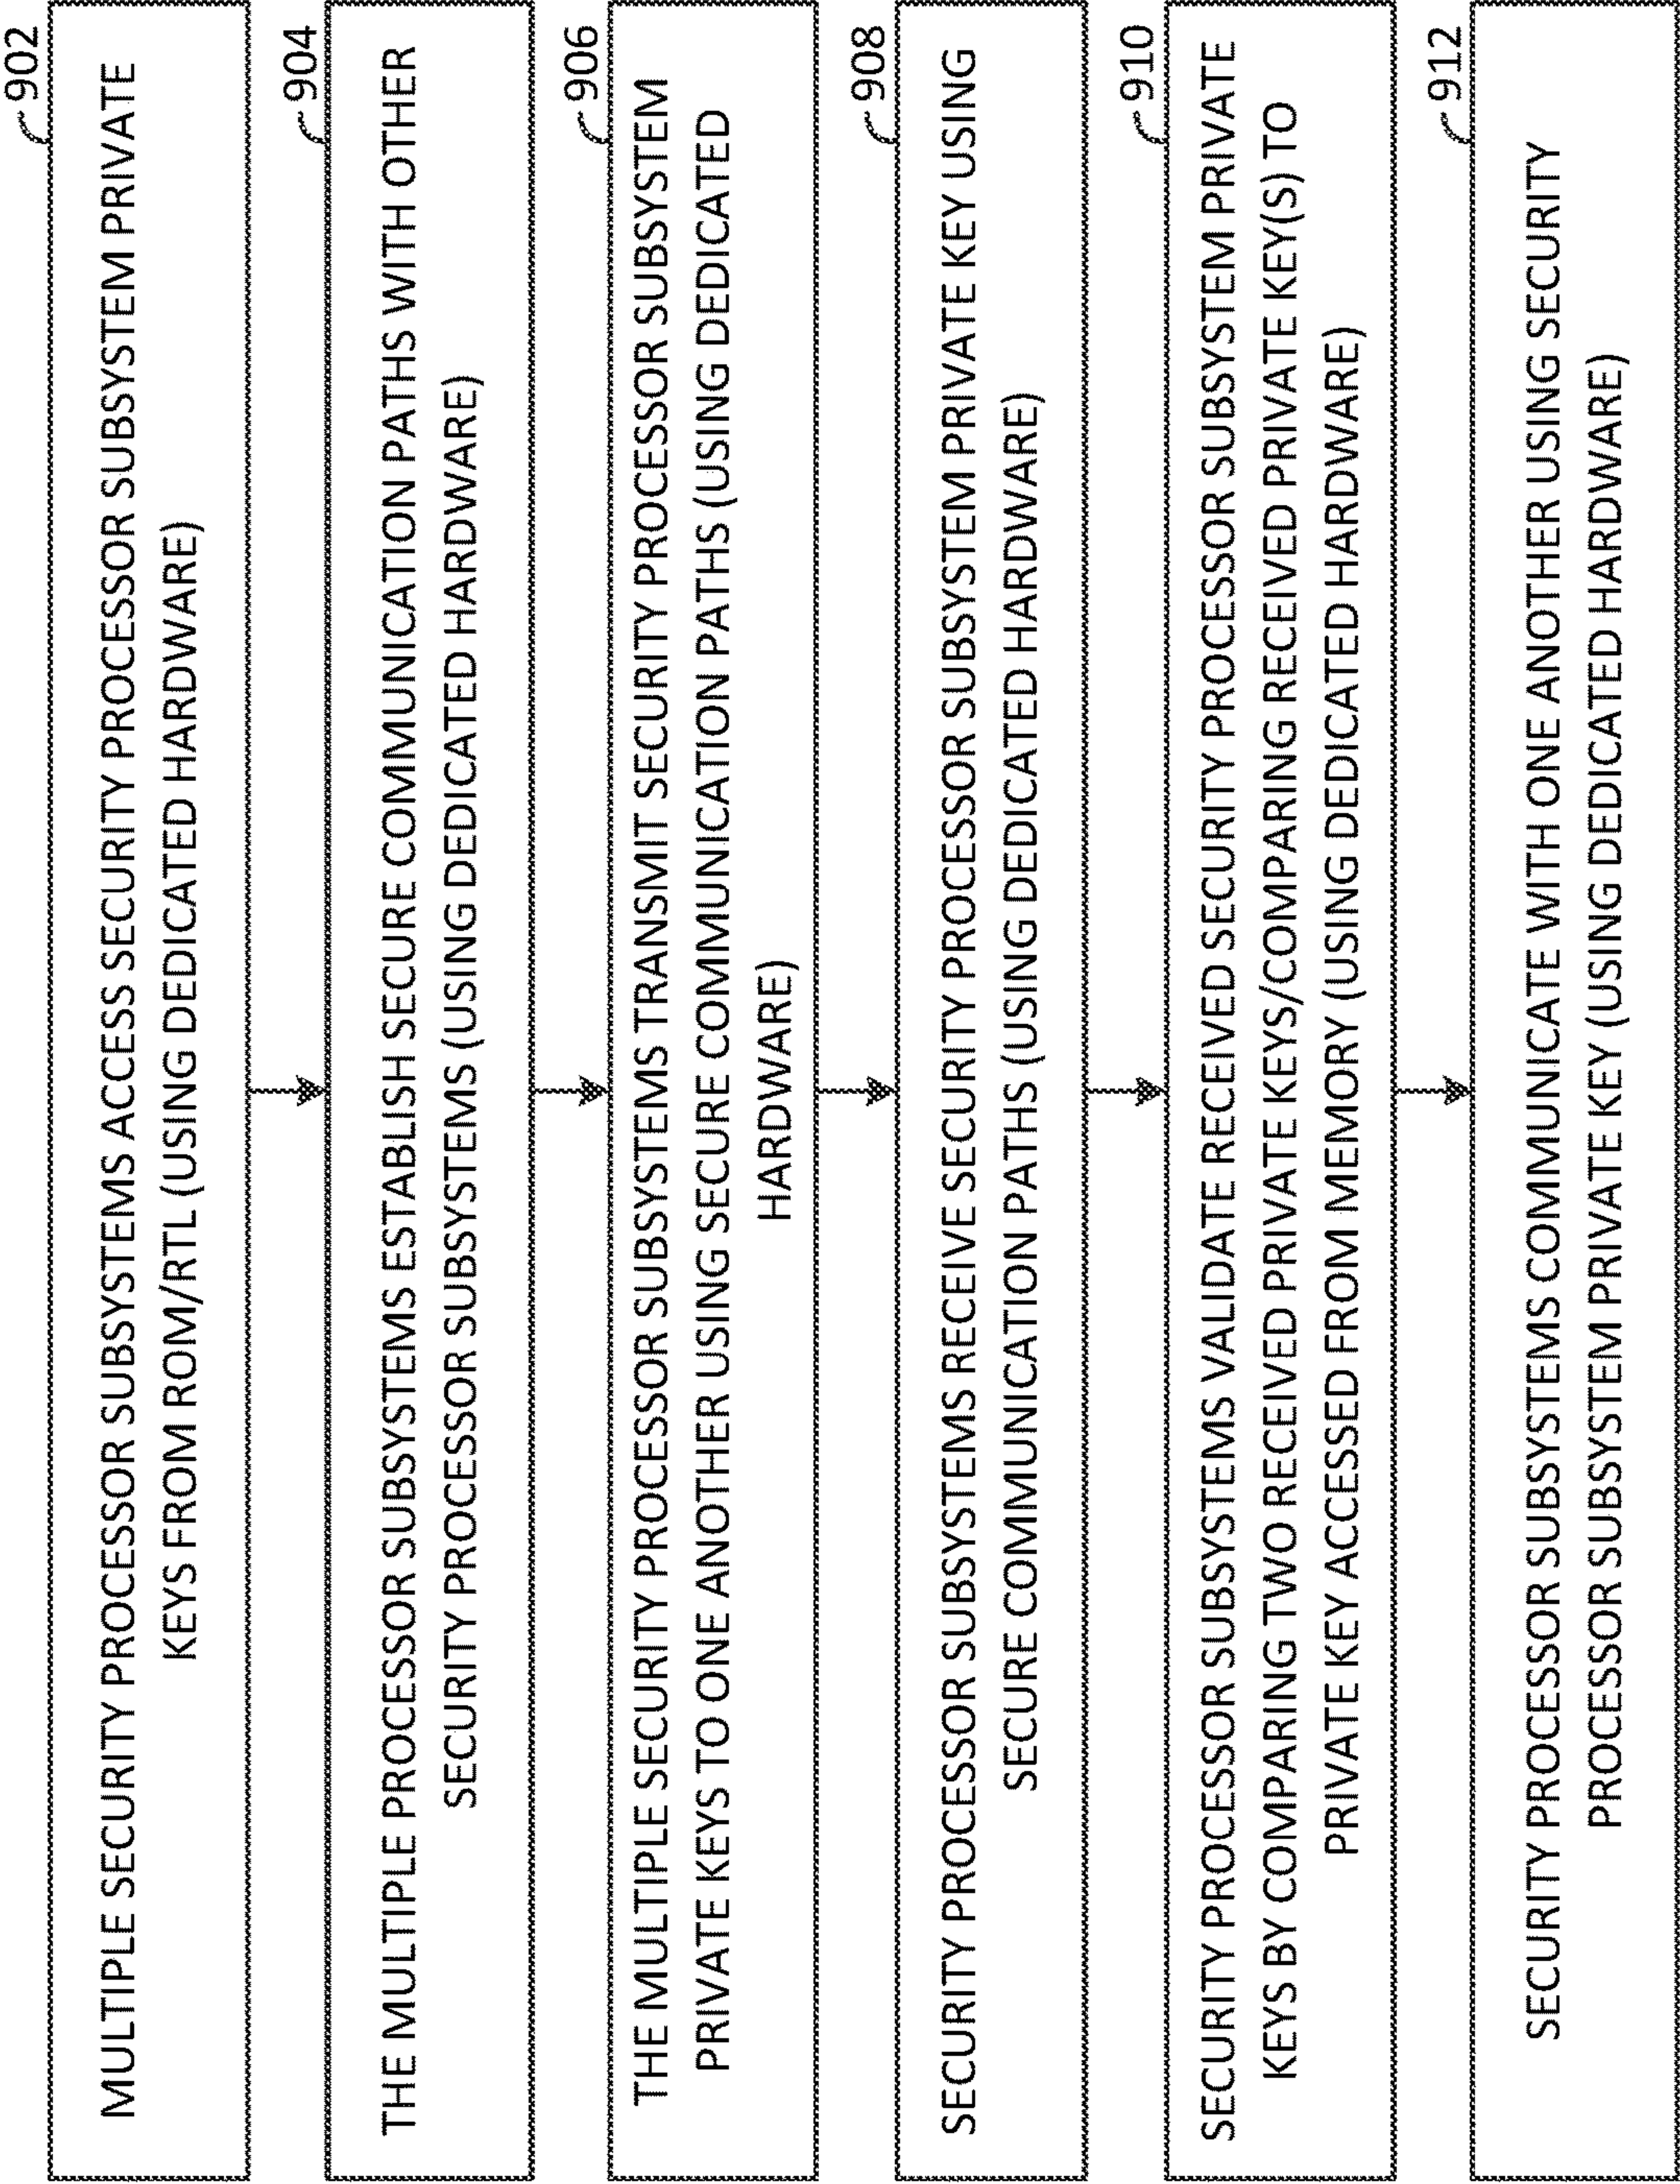 902
MULTIPLE SECURITY PROCESSOR SUBSYSTEMS ACCESS SECURITY PROCESSOR SUBSYSTEM PRIVATE
KEYS FROM ROM/RTL (USING DEDICATED HARDWARE)
904
THE MULTIPLE PROCESSOR SUBSYSTEMS ESTABLISH SECURE COMMUNICATION PATHS WITH OTHER
SECURITY PROCESSOR SUBSYSTEMS (USING DEDICATED HARDWARE)
906
THE MULTIPLE SECURITY PROCESSOR SUBSYSTEMS TRANSMIT SECURITY PROCESSOR SUBSYSTEM
PRIVATE KEYS TO ONE ANOTHER USING SECURE COMMUNICATION PATHS (USING DEDICATED
HARDWARE)
908
SECURITY PROCESSOR SUBSYSTEMS RECEIVE SECURITY PROCESSOR SUBSYSTEM PRIVATE KEY USING
SECURE COMMUNICATION PATHS (USING DEDICATED HARDWARE)
910
SECURITY PROCESSOR SUBSYSTEMS VALIDATE RECEIVED SECURITY PROCESSOR SUBSYSTEM PRIVATE
KEYS BY COMPARING TWO RECEIVED PRIVATE KEYS/COMPARING RECEIVED PRIVATE KEY(S) TO
PRIVATE KEY ACCESSED FROM MEMORY (USING DEDICATED HARDWARE)
912
SECURITY PROCESSOR SUBSYSTEMS COMMUNICATE WITH ONE ANOTHER USING SECURITY
PROCESSOR SUBSYSTEM PRIVATE KEY (USING DEDICATED HARDWARE)